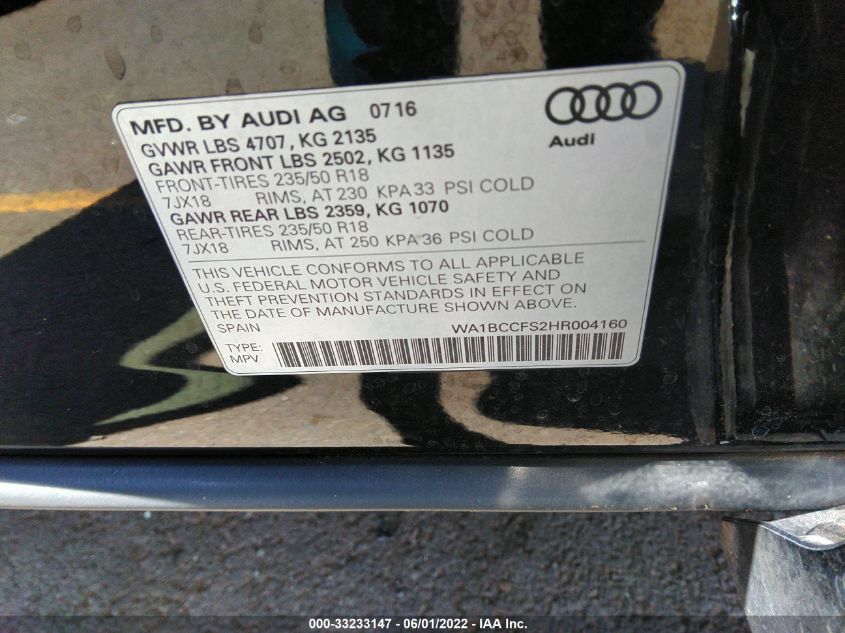 MFD. BY AUDI AG 0716
Audi
GVWR LBS 4707, KG 2135
GAWR FRONT LBS 2502, KG 1135
FRONT-TIRES 235/50 R18
7JX18 RIMS, AT 230 KPA 33 PSI COLD
GAWR REAR LBS 2359, KG 1070
REAR-TIRES 235/50 R18
7JX18 RIMS, AT 250 KPA 36 PSI COLD
THIS VEHICLE CONFORMS TO ALL APPLICABLE
U.S. FEDERAL MOTOR VEHICLE SAFETY AND
THEFT PREVENTION STANDARDS IN EFFECT ON
THE DATE OF MANUFACTURE SHOWN ABOVE.
SPAIN WA1BCCFS2HR004160
TYPE:
MPV
000-33233147 - 06/01/2022 - IAA Inc.